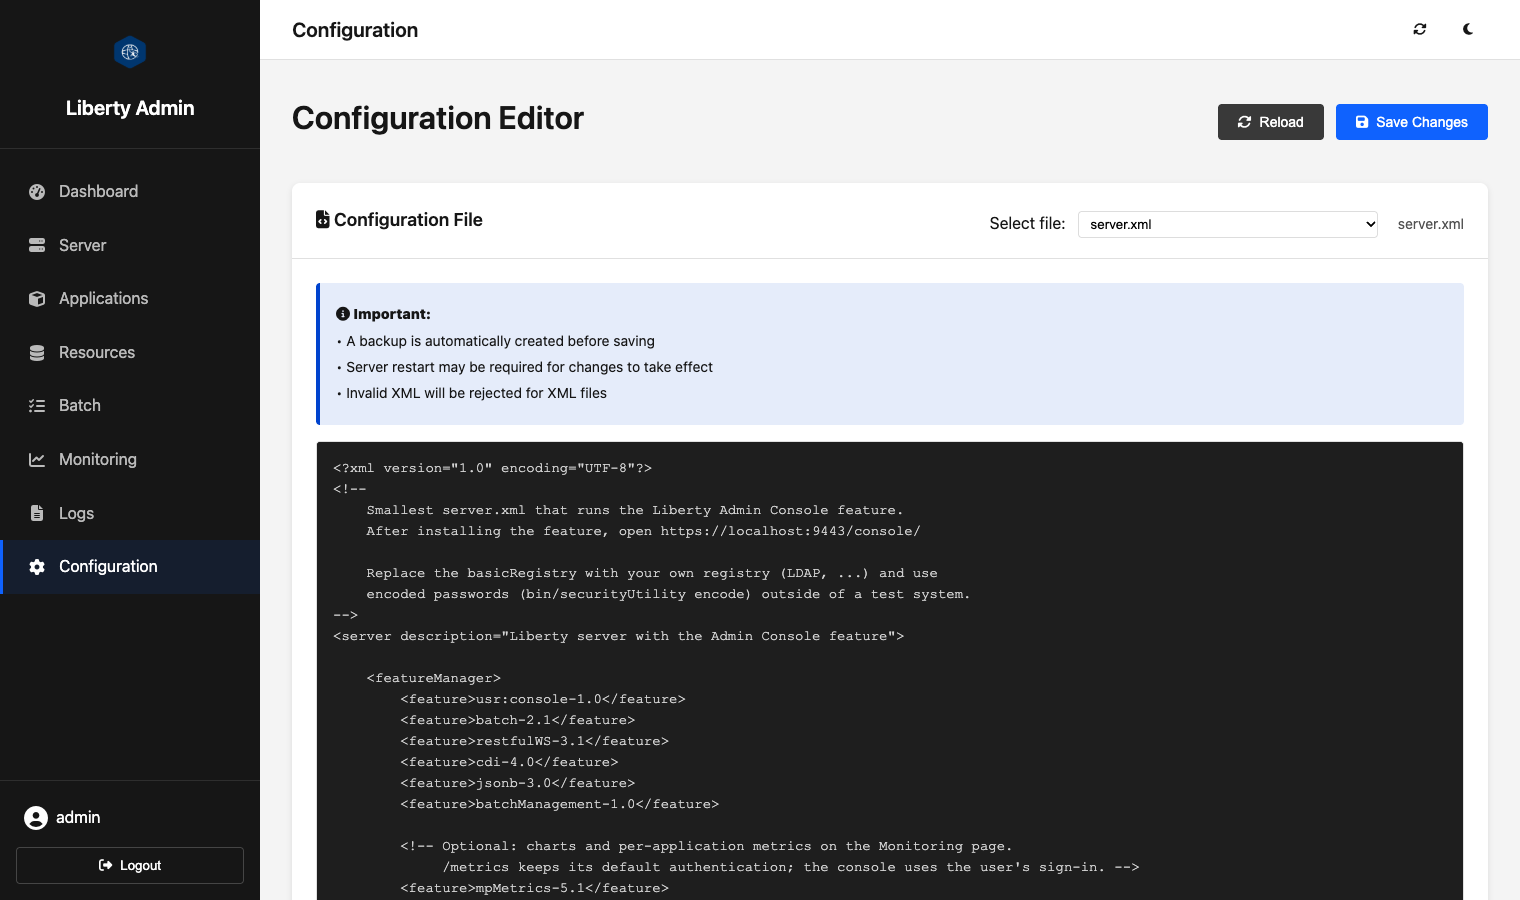 Liberty Admin
Dashboard
Server
Applications
Resources
Batch
Monitoring
Logs
Configuration
admin
Logout
Configuration
Configuration Editor
Reload
Save Changes
Configuration File
Select file:
server.xml
server.xml
Important:
• A backup is automatically created before saving
• Server restart may be required for changes to take effect
• Invalid XML will be rejected for XML files
<?xml version="1.0" encoding="UTF-8"?>
<!--
    Smallest server.xml that runs the Liberty Admin Console feature.
    After installing the feature, open https://localhost:9443/console/
    Replace the basicRegistry with your own registry (LDAP, ...) and use
    encoded passwords (bin/securityUtility encode) outside of a test system.
-->
<server description="Liberty server with the Admin Console feature">
    <featureManager>
        <feature>usr:console-1.0</feature>
        <feature>batch-2.1</feature>
        <feature>restfulWS-3.1</feature>
        <feature>cdi-4.0</feature>
        <feature>jsonb-3.0</feature>
        <feature>batchManagement-1.0</feature>
        <!-- Optional: charts and per-application metrics on the Monitoring page.
             /metrics keeps its default authentication; the console uses the user's sign-in. -->
        <feature>mpMetrics-5.1</feature>